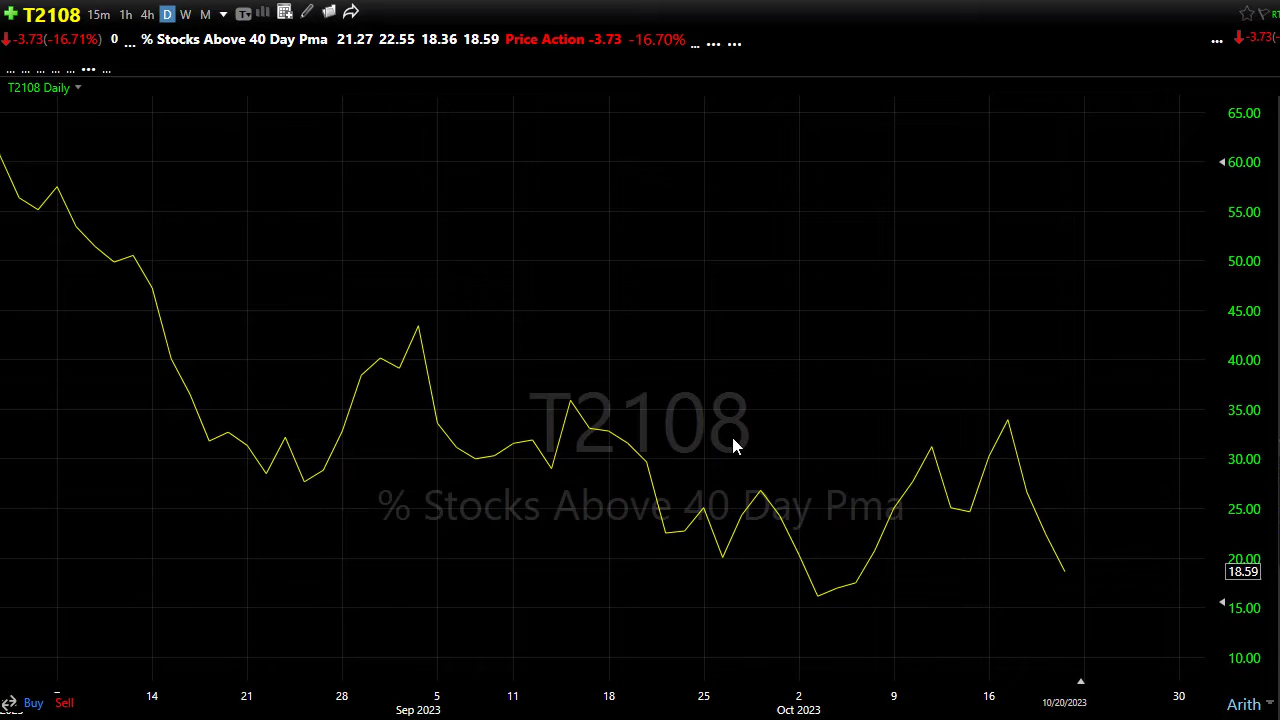 T2108 15m 1h 4h D W M T
-3.73(-16.71%) 0 ... % Stocks Above 40 Day Pma 21.27 22.55 18.36 18.59 Price Action -3.73 -16.70% ... ... ... ... -3.73(-
... ... ... ... ... ... ...
T2108 Daily
65.00
60.00
55.00
50.00
45.00
40.00
35.00
30.00
25.00
20.00
18.59
15.00
10.00
T2108
% Stocks Above 40 Day Pma
14 21 28 5 11 18 25 2 9 16 30
Buy Sell Sep 2023 Oct 2023 10/20/2023 Arith